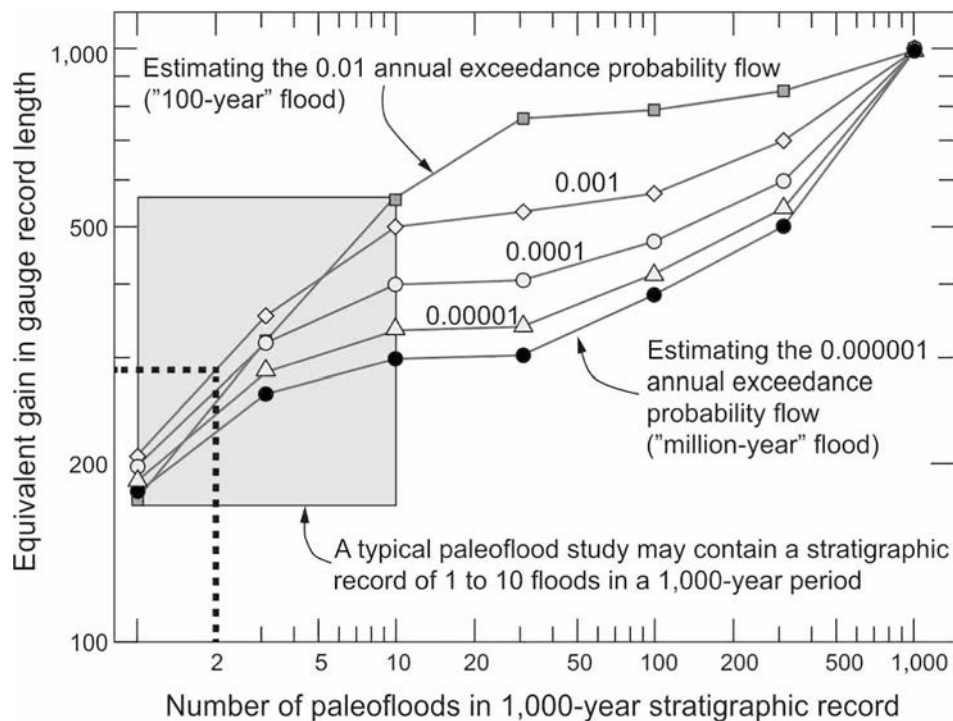 1,000
500
200
100
Equivalent gain in gauge record length
Estimating the 0.01 annual exceedance probability flow
("100-year" flood)
0.001
0.0001
0.00001
Estimating the 0.000001
annual exceedance
probability flow
("million-year" flood)
A typical paleoflood study may contain a stratigraphic
record of 1 to 10 floods in a 1,000-year period
2 5 10 20 50 100 200 500 1,000
Number of paleofloods in 1,000-year stratigraphic record